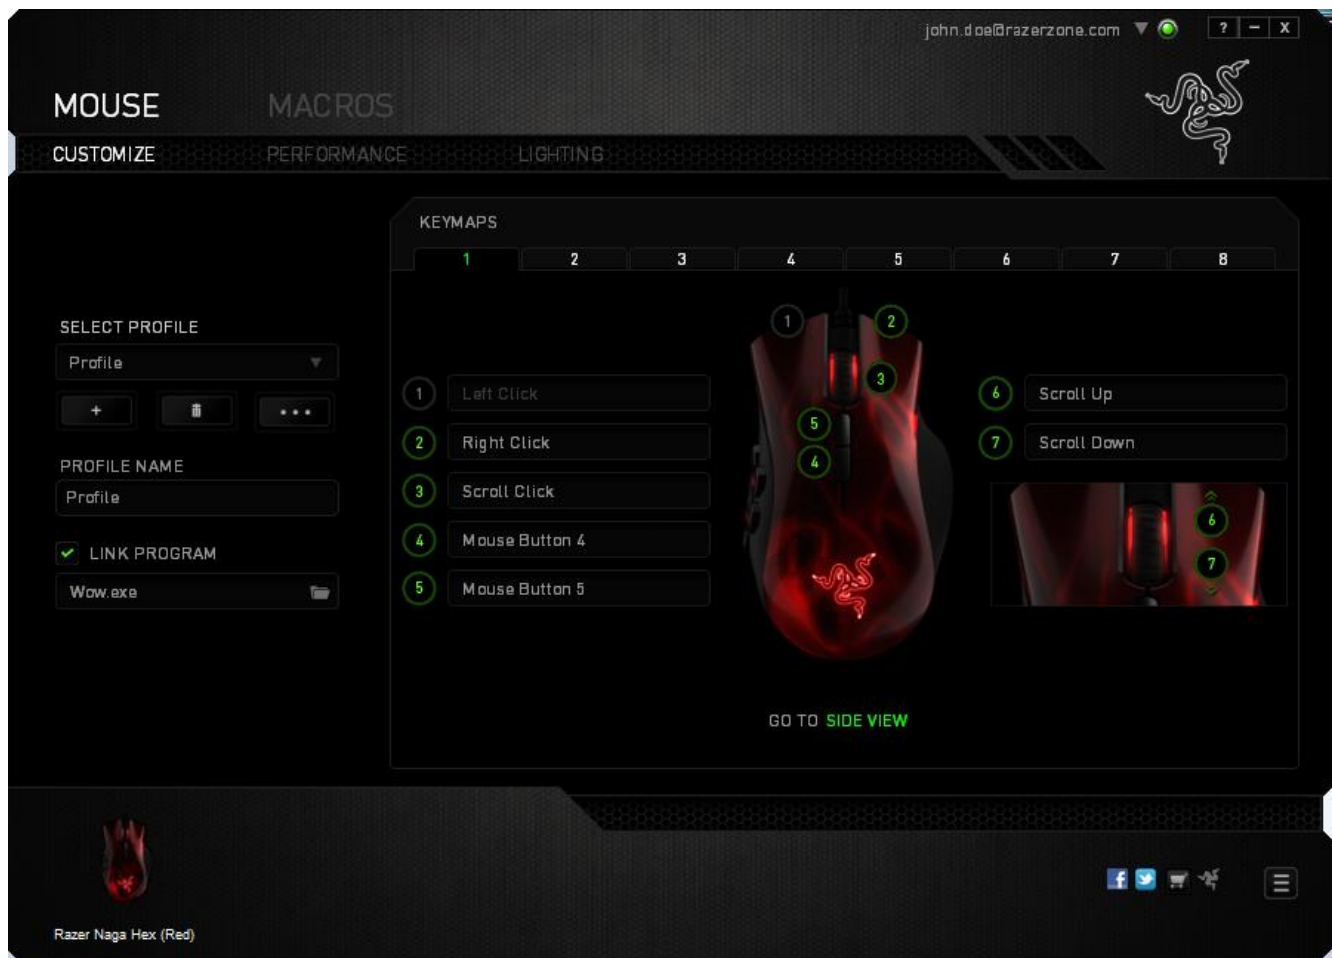 john.doe@razerzone.com ? – X
MOUSE MACROS
CUSTOMIZE PERFORMANCE LIGHTING
KEYMAPS
1 2 3 4 5 6 7 8
SELECT PROFILE
Profile
+
PROFILE NAME
Profile
LINK PROGRAM
Wow.exe
1 Left Click
2 Right Click
3 Scroll Click
4 Mouse Button 4
5 Mouse Button 5
1 2
3
5
4
6 Scroll Up
7 Scroll Down
6
7
GO TO SIDE VIEW
Razer Naga Hex (Red)
f